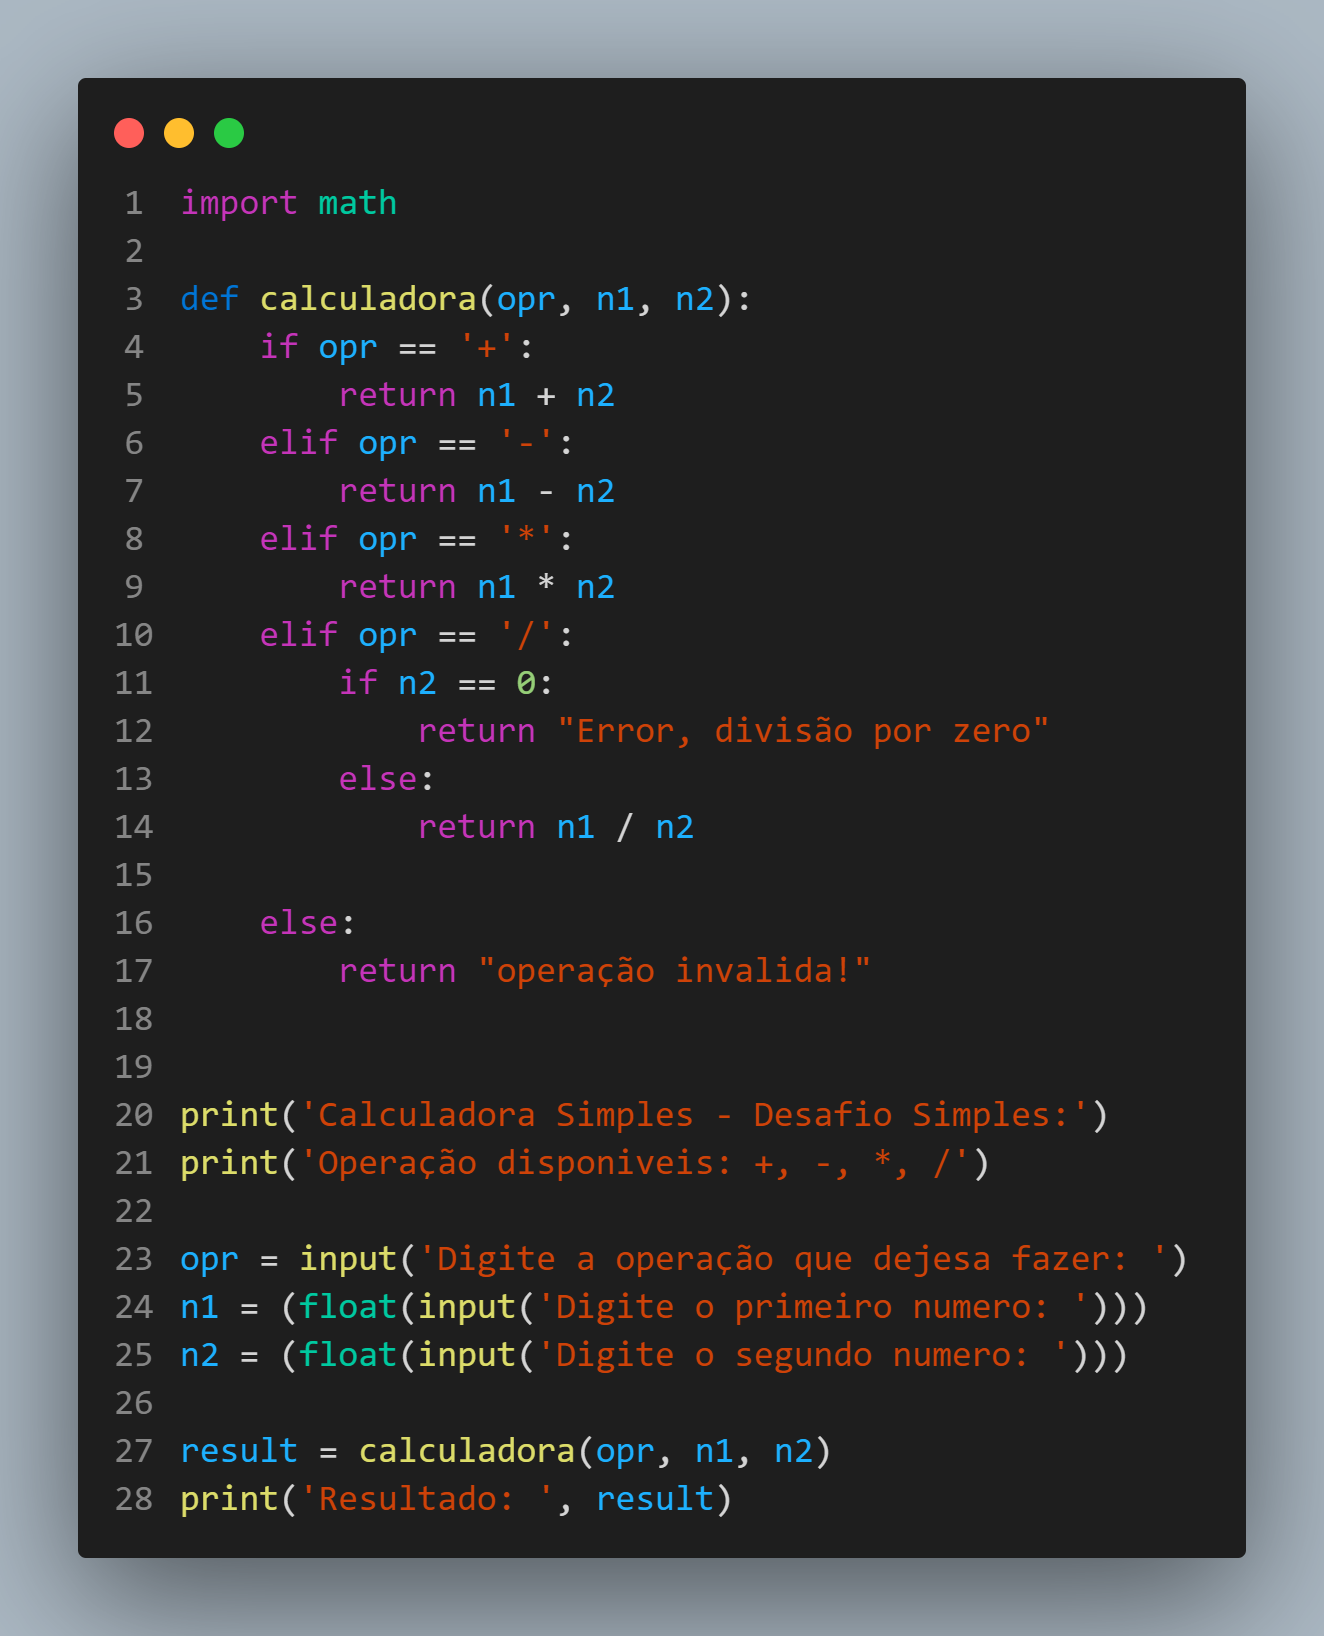 1 import math
2
3 def calculadora(opr, n1, n2):
4     if opr == '+':
5         return n1 + n2
6     elif opr == '-':
7         return n1 - n2
8     elif opr == '*':
9         return n1 * n2
10     elif opr == '/':
11         if n2 == 0:
12             return "Error, divisão por zero"
13         else:
14             return n1 / n2
15
16     else:
17         return "operação invalida!"
18
19
20 print('Calculadora Simples - Desafio Simples:')
21 print('Operação disponiveis: +, -, *, /')
22
23 opr = input('Digite a operação que dejesa fazer: ')
24 n1 = (float(input('Digite o primeiro numero: ')))
25 n2 = (float(input('Digite o segundo numero: ')))
26
27 result = calculadora(opr, n1, n2)
28 print('Resultado: ', result)